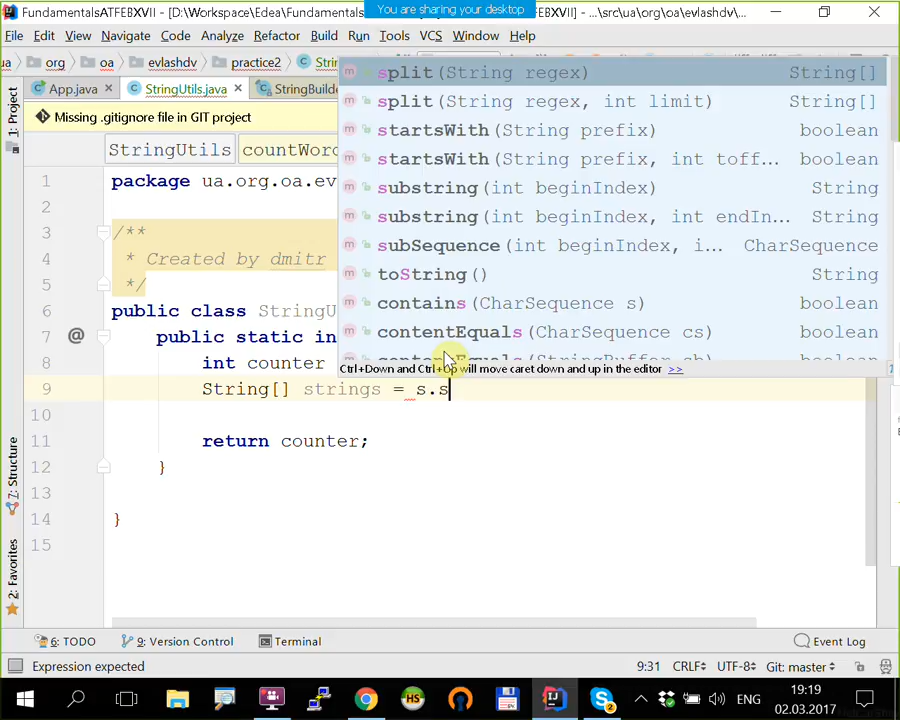 You are sharing your desktop
FundamentalsATFEBXVII - [D:\Workspace\Edea\Fundamentals
TFEBXVII] - ...\src\ua\org\oa\evlashdv\...
File Edit View Navigate Code Analyze Refactor Build Run Tools VCS Window Help
ua org oa evlashdv practice2
App.java StringUtils.java StringBuild
Missing .gitignore file in GIT project
StringUtils countWord
split(String regex) String[]
split(String regex, int limit) String[]
startsWith(String prefix) boolean
startsWith(String prefix, int toff... boolean
substring(int beginIndex) String
substring(int beginIndex, int endIn... String
subSequence(int beginIndex, i... CharSequence
toString() String
contains(CharSequence s) boolean
contentEquals(CharSequence cs) boolean
Ctrl+Down and Ctrl+Up will move caret down and up in the editor >>
1 package ua.org.oa.ev
2
3 /**
4 * Created by dmitr
5 */
6 public class StringU
7 @ public static in
8 int counter
9 String[] strings = s.s
10
11 return counter;
12 }
13
14 }
15
1: Project
7: Structure
2: Favorites
6: TODO 9: Version Control Terminal Event Log
Expression expected 9:31 CRLF UTF-8 Git: master
HS
2
ENG
19:19
02.03.2017